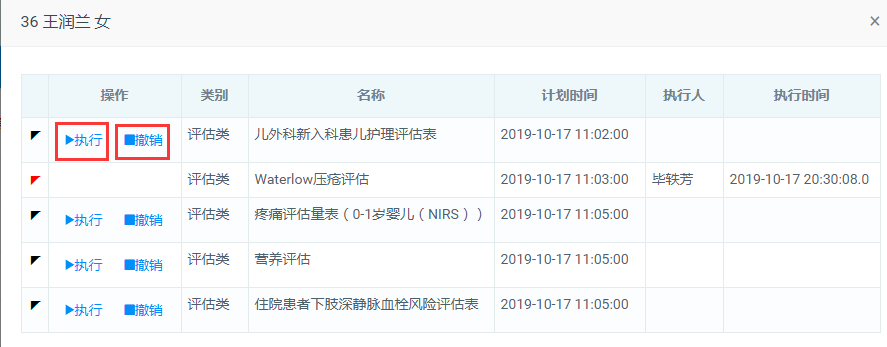 36 王润兰 女
×
操作 类别 名称 计划时间 执行人 执行时间
执行 撤销 评估类 儿外科新入科患儿护理评估表 2019-10-17 11:02:00
评估类 Waterlow压疮评估 2019-10-17 11:03:00 毕轶芳 2019-10-17 20:30:08.0
执行 撤销 评估类 疼痛评估量表（0-1岁婴儿（NIRS）） 2019-10-17 11:05:00
执行 撤销 评估类 营养评估 2019-10-17 11:05:00
执行 撤销 评估类 住院患者下肢深静脉血栓风险评估表 2019-10-17 11:05:00